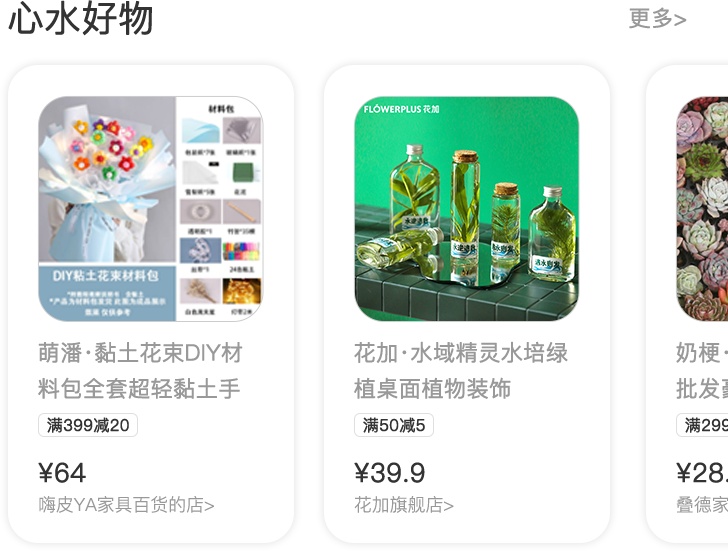 心水好物
更多>
材料包
DIY粘土花束材料包
萌潘·黏土花束DIY材
料包全套超轻黏土手
满399减20
¥64
嗨皮YA家具百货的店>
FLOWERPLUS 花加
花加·水域精灵水培绿
植桌面植物装饰
满50减5
¥39.9
花加旗舰店>
奶梗·
批发
满299
¥28.
叠德家